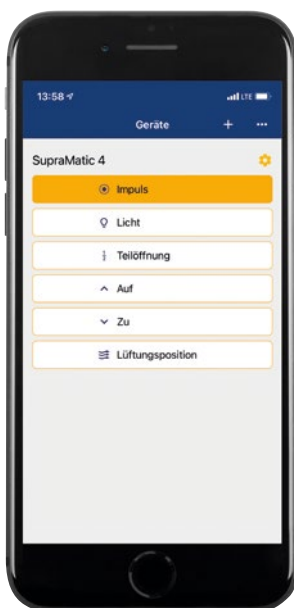 13:58
LTE
Geräte
SupraMatic 4
Impuls
Licht
Teilöffnung
Auf
Zu
Lüftungsposition